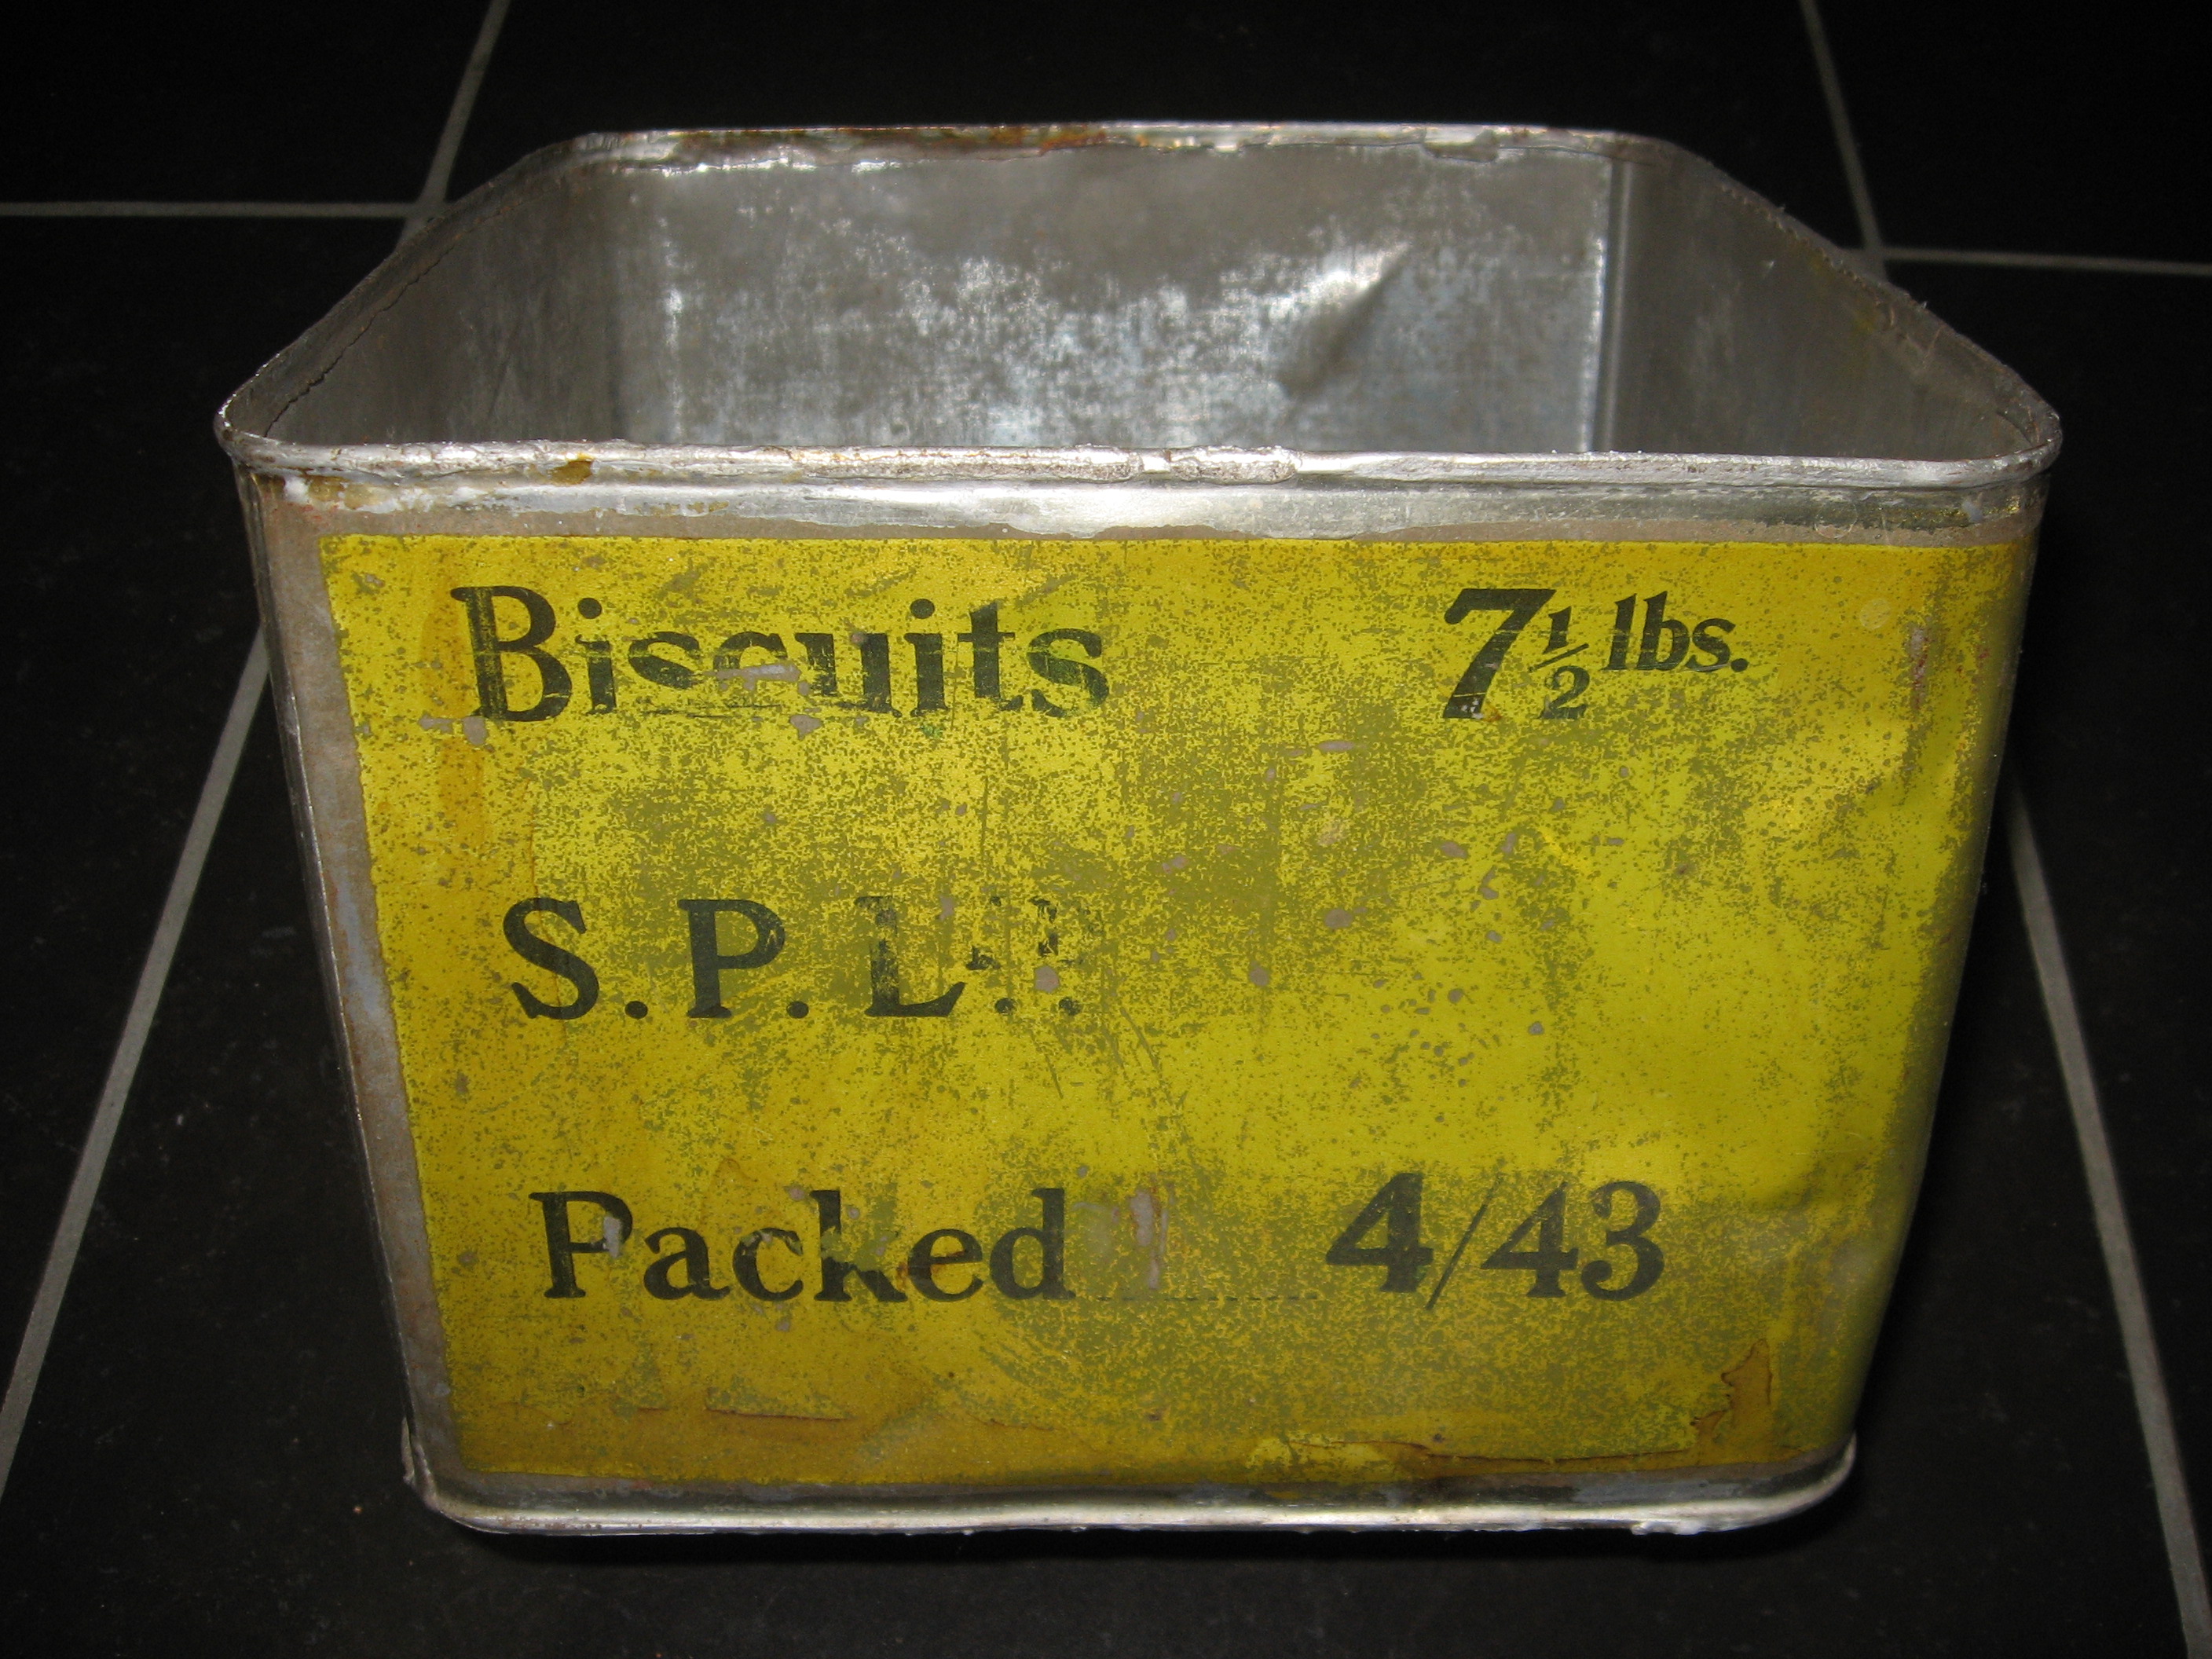 Biscuits 7½ lbs.
S. P. L.
Packed 4/43